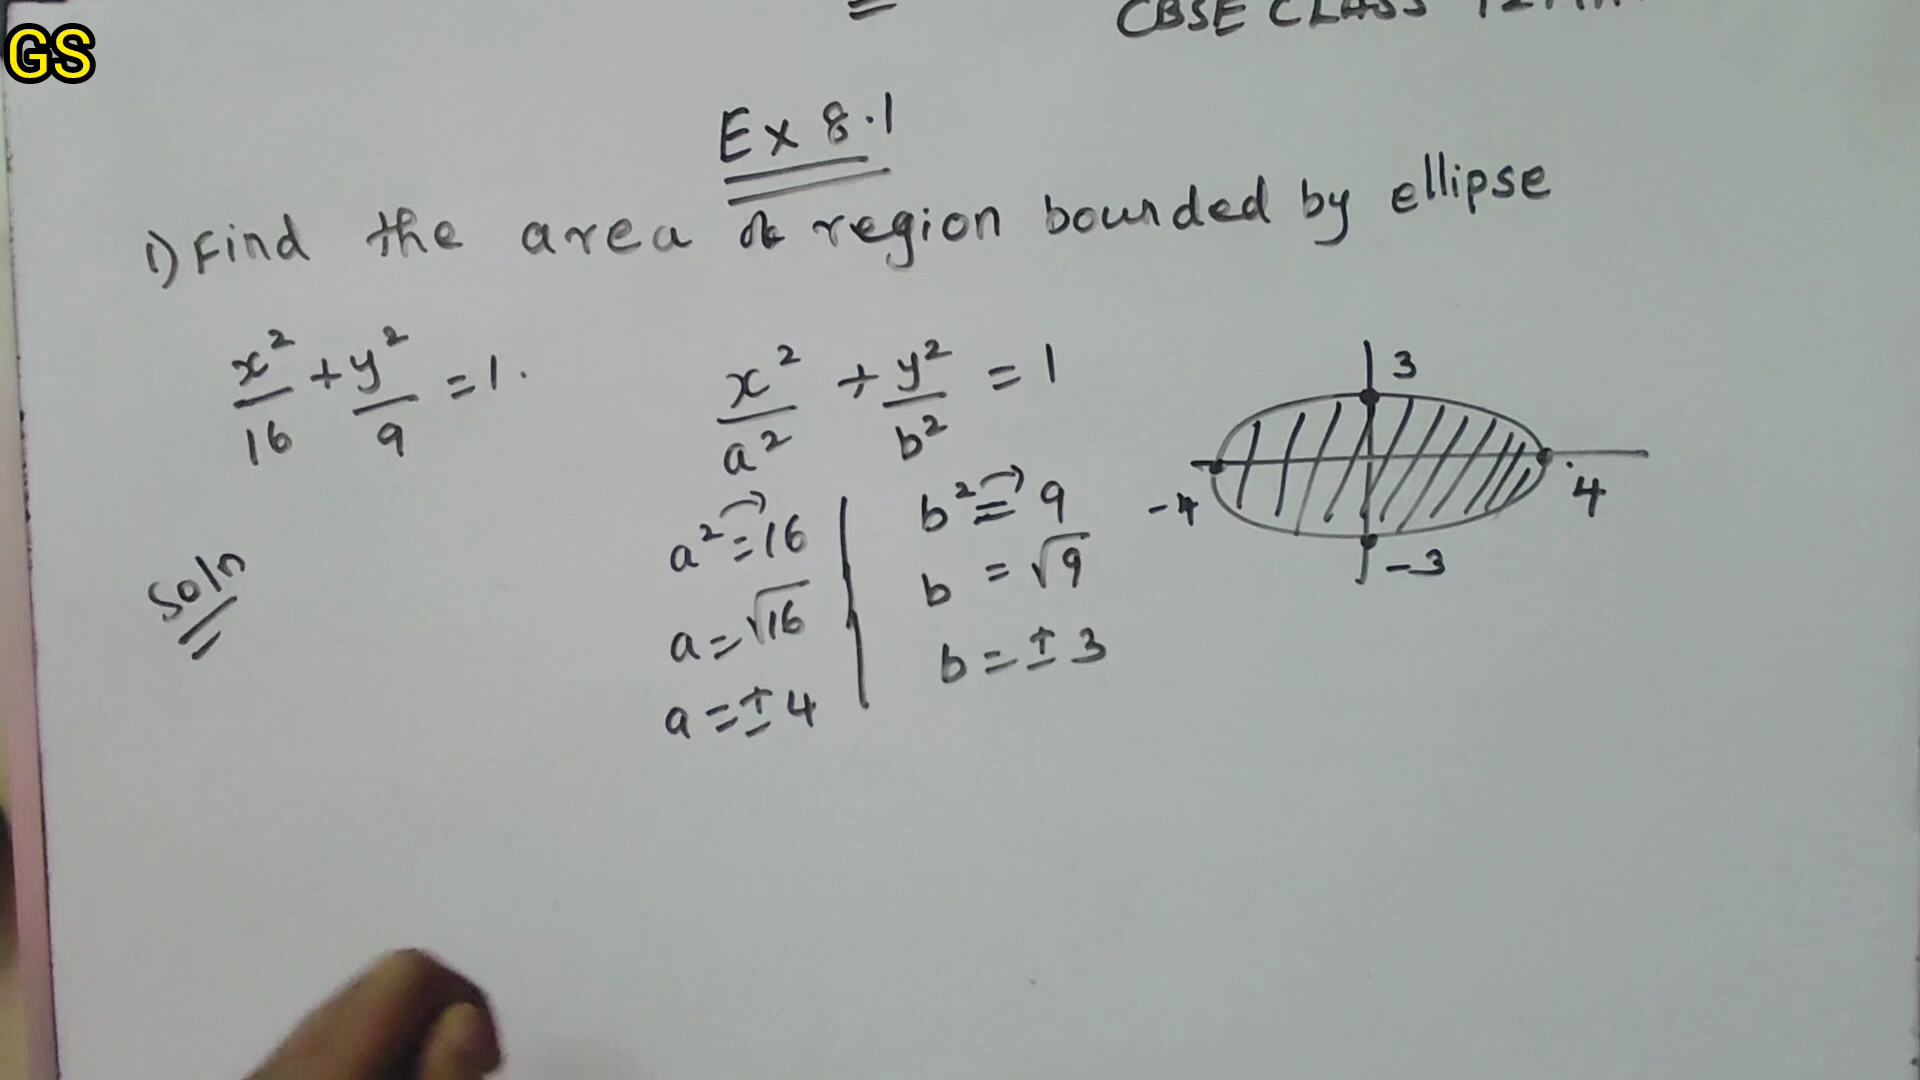 GS
CBSE CLASS
Ex 8.1
1) Find the area of region bounded by ellipse
x²/16 + y²/9 = 1.
x²/a² + y²/b² = 1
a² = 16
a = √16
a = ± 4
b² = 9
b = √9
b = ± 3
3
-4
4
-3
Soln